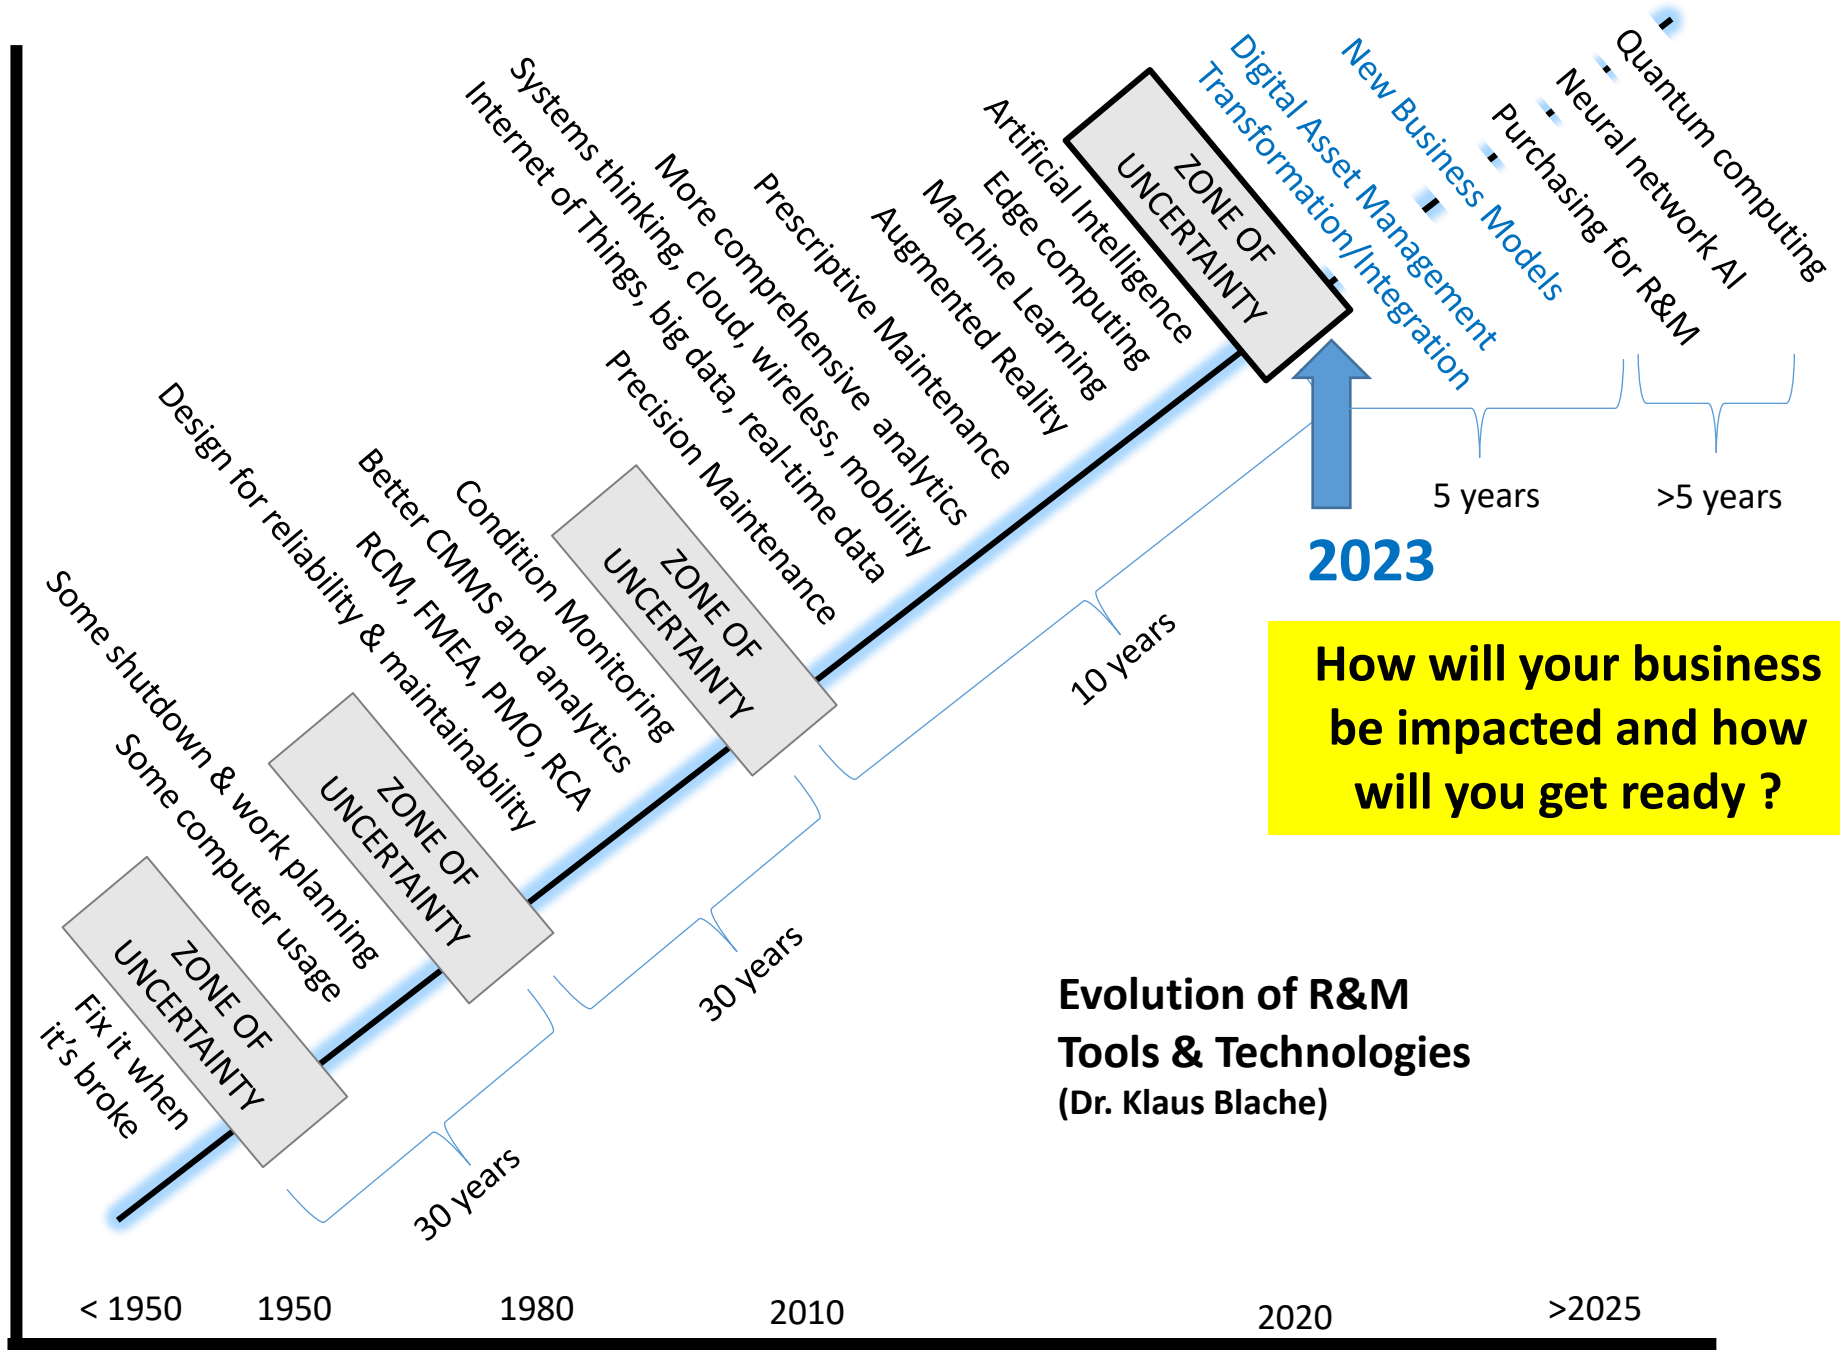 Fix it when
it's broke
ZONE OF
UNCERTAINTY
Some computer usage
Some shutdown & work planning
ZONE OF
UNCERTAINTY
Design for reliability & maintainability
RCM, FMEA, PMO, RCA
Better CMMS and analytics
Condition Monitoring
ZONE OF
UNCERTAINTY
Precision Maintenance
Internet of Things, big data, real-time data
Systems thinking, cloud, wireless, mobility
More comprehensive analytics
Prescriptive Maintenance
Augmented Reality
Machine Learning
Edge computing
Artificial Intelligence
ZONE OF
UNCERTAINTY
Digital Asset Management
Transformation/Integration
New Business Models
Purchasing for R&M
Neural network AI
Quantum computing
30 years
30 years
10 years
5 years
>5 years
2023
How will your business
be impacted and how
will you get ready ?
Evolution of R&M
Tools & Technologies
(Dr. Klaus Blache)
< 1950
1950
1980
2010
2020
>2025